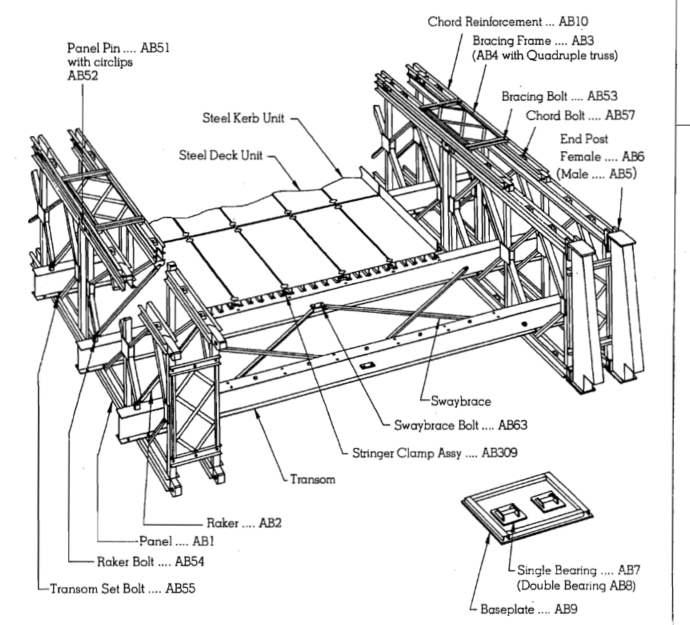 Chord Reinforcement ... AB10
Panel Pin .... AB51
with circlips
AB52
Bracing Frame .... AB3
(AB4 with Quadruple truss)
Bracing Bolt .... AB53
Chord Bolt .... AB57
Steel Kerb Unit
End Post
Female .... AB6
(Male .... AB5)
Steel Deck Unit
Swaybrace
Swaybrace Bolt .... AB63
Stringer Clamp Assy .... AB309
Transom
Raker .... AB2
Panel .... AB1
Raker Bolt .... AB54
Transom Set Bolt .... AB55
Single Bearing .... AB7
(Double Bearing AB8)
Baseplate .... AB9